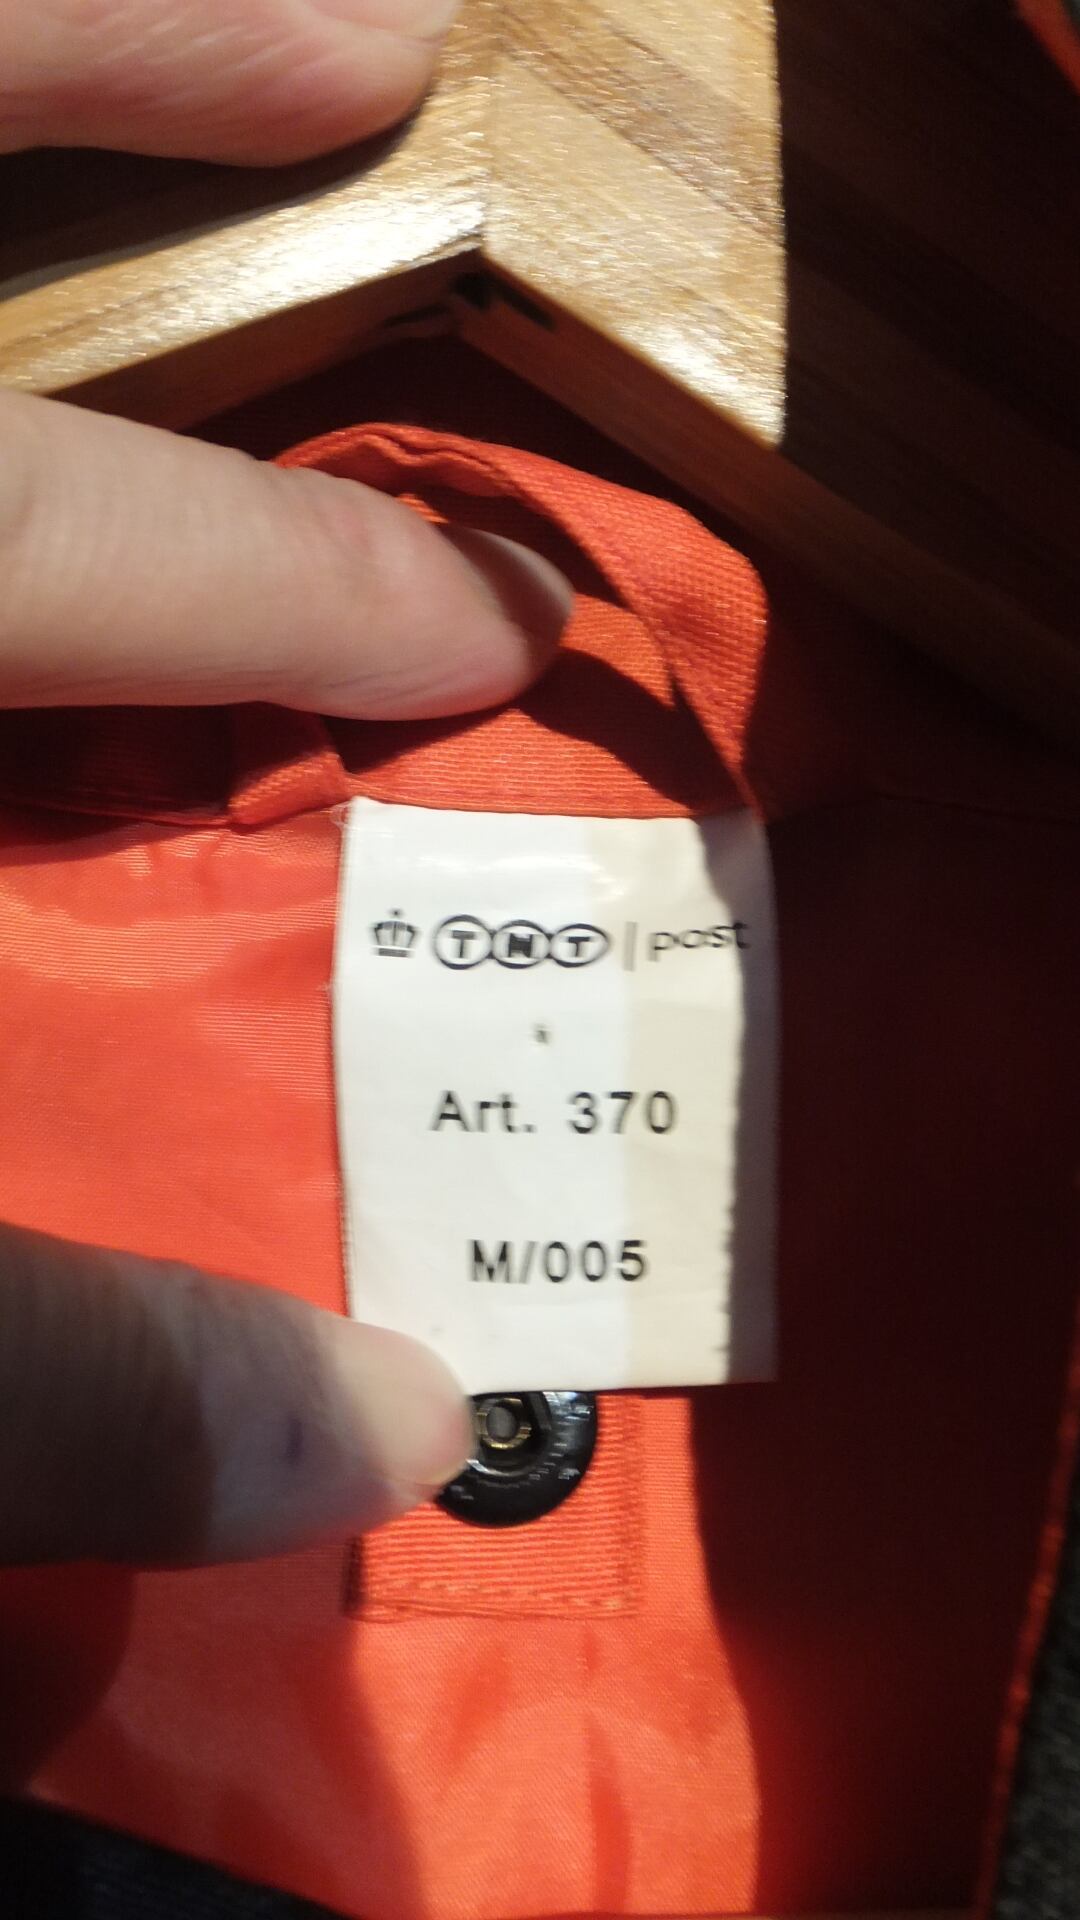 TNT | post
Art. 370
M/005